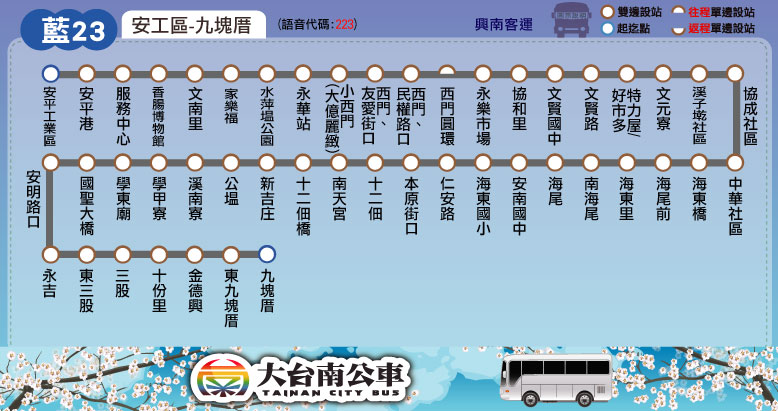 藍23
安工區-九塊厝
(語音代碼:223)
興南客運
雙邊設站
往程單邊設站
起迄點
返程單邊設站
安平工業區
安平港
服務中心
香腸博物館
文南里
家樂福
水萍塭公園
永華站
小西門(大億麗緻)
西門、友愛街口
西門、民權路口
西門圓環
永樂市場
協和里
文賢國中
文賢路
特力屋/好市多
文元寮
溪子墘社區
協成社區
安明路口
國聖大橋
學東廟
學甲寮
溪南寮
公塭
新吉庄
十二佃橋
南天宮
十二佃
本原街口
仁安路
海東國小
安南國中
海尾
南海尾
海東里
海尾前
海東橋
中華社區
永吉
東三股
三股
十份里
金德興
東九塊厝
九塊厝
大台南公車
TAINAN CITY BUS